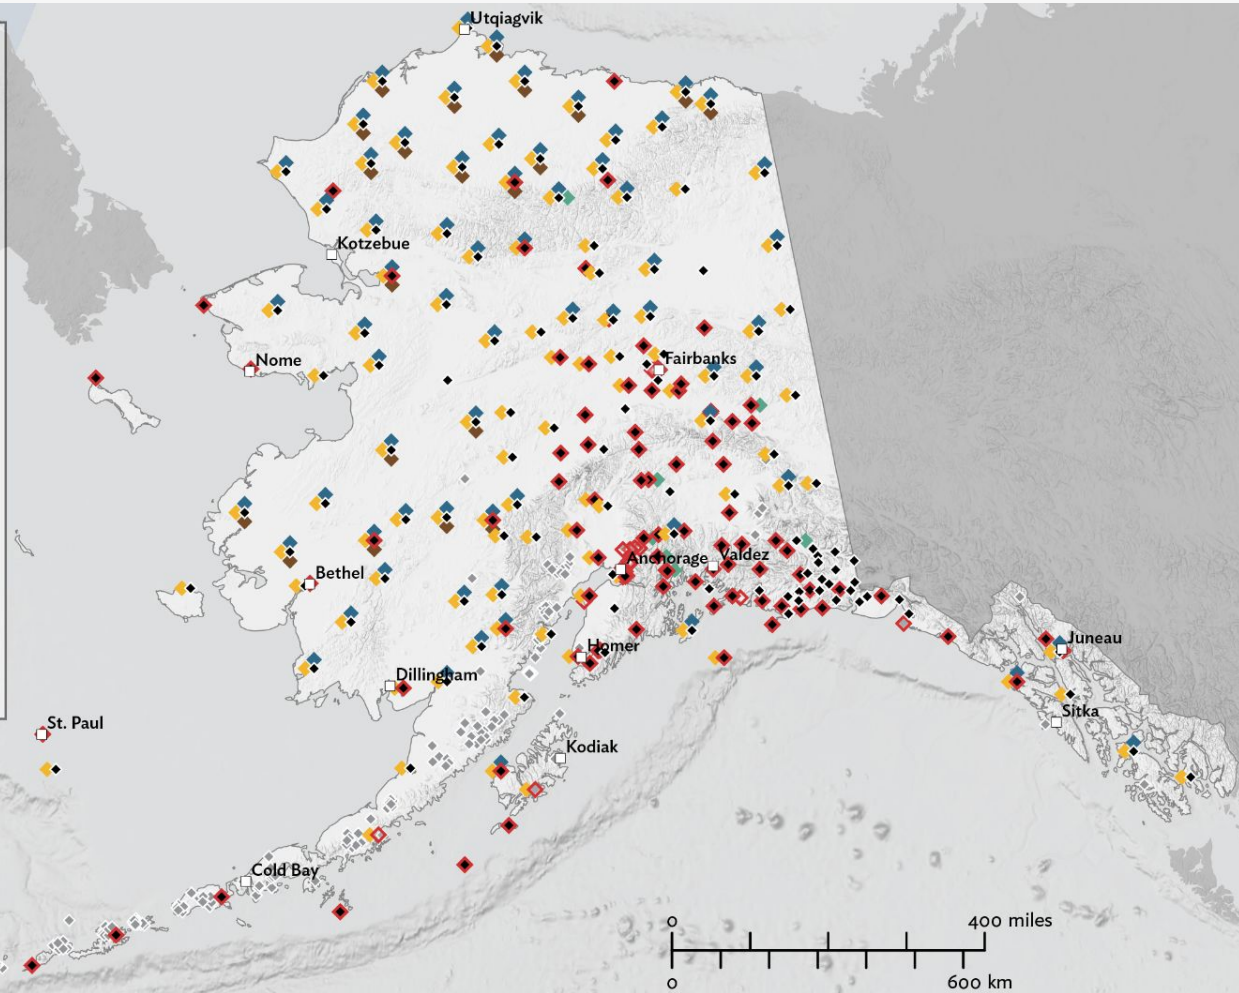 Utqiagvik
Kotzebue
Nome
Fairbanks
Anchorage
Valdez
Bethel
Homer
Juneau
Dillingham
Sitka
St. Paul
Kodiak
Cold Bay
0 400 miles
0 600 km